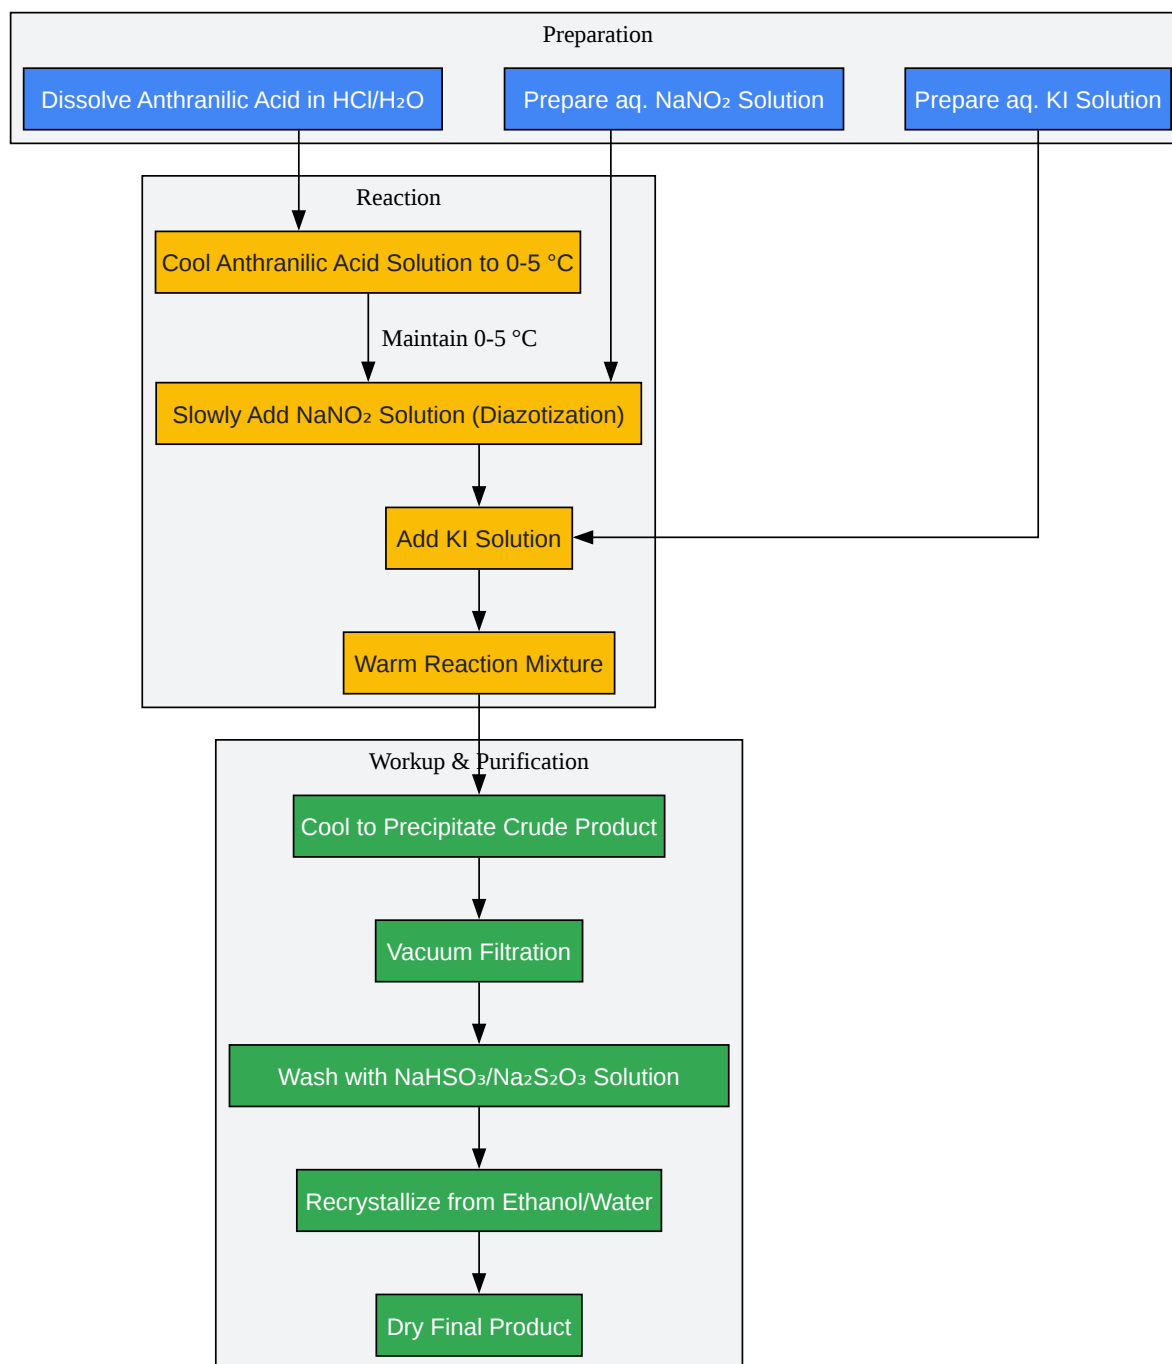 Preparation
Dissolve Anthranilic Acid in HCl/H₂O
Prepare aq. NaNO₂ Solution
Prepare aq. KI Solution
Reaction
Cool Anthranilic Acid Solution to 0-5 °C
Maintain 0-5 °C
Slowly Add NaNO₂ Solution (Diazotization)
Add KI Solution
Warm Reaction Mixture
Workup & Purification
Cool to Precipitate Crude Product
Vacuum Filtration
Wash with NaHSO₃/Na₂S₂O₃ Solution
Recrystallize from Ethanol/Water
Dry Final Product